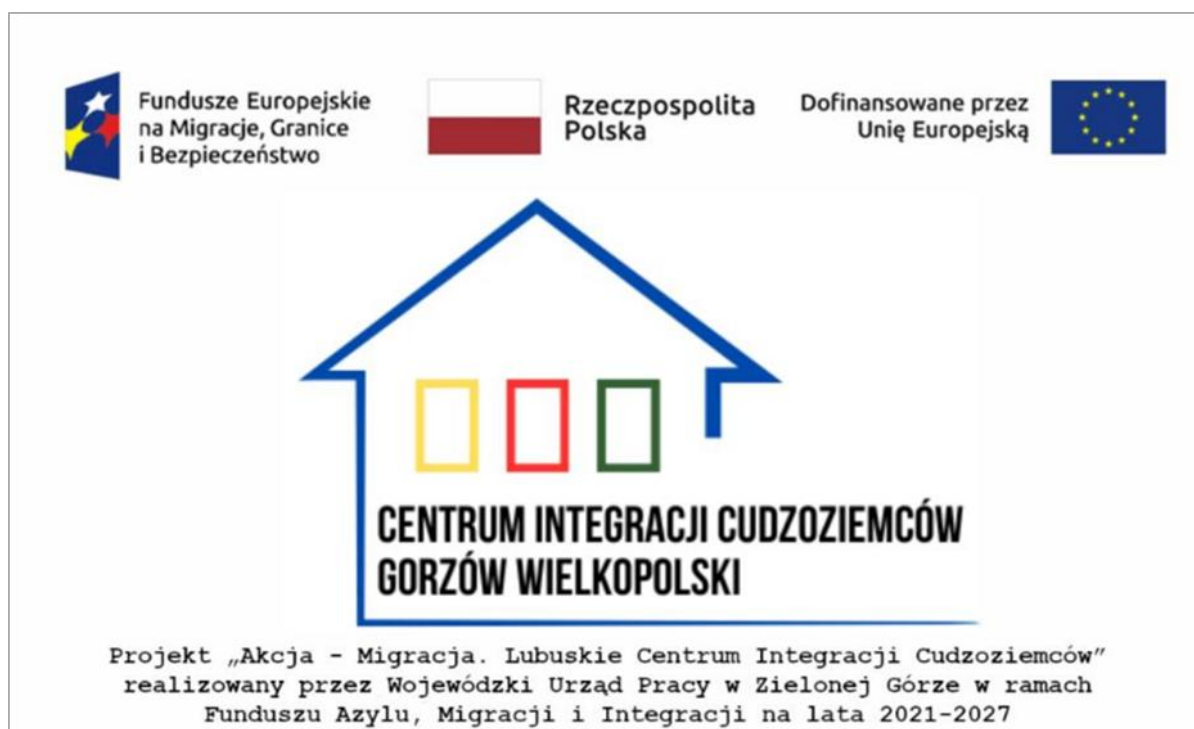 Fundusze Europejskie
na Migracje, Granice
i Bezpieczeństwo
Rzeczpospolita
Polska
Dofinansowane przez
Unię Europejską
CENTRUM INTEGRACJI CUDZOZIEMCÓW
GORZÓW WIELKOPOLSKI
Projekt „Akcja - Migracja. Lubuskie Centrum Integracji Cudzoziemców”
realizowany przez Wojewódzki Urząd Pracy w Zielonej Górze w ramach
Funduszu Azylu, Migracji i Integracji na lata 2021-2027